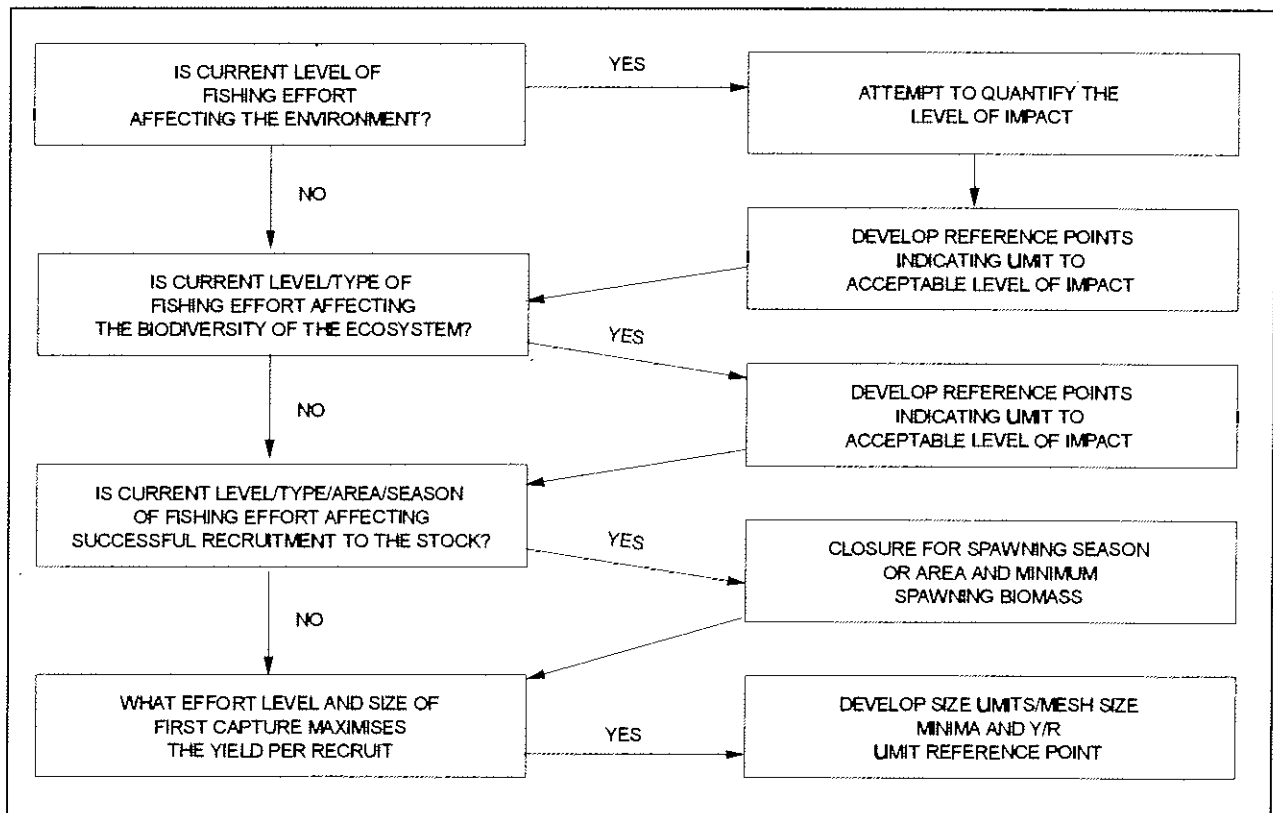 IS CURRENT LEVEL OF
FISHING EFFORT
AFFECTING THE ENVIRONMENT?
YES
ATTEMPT TO QUANTIFY THE
LEVEL OF IMPACT
NO
DEVELOP REFERENCE POINTS
INDICATING LIMIT TO
ACCEPTABLE LEVEL OF IMPACT
IS CURRENT LEVEL/TYPE OF
FISHING EFFORT AFFECTING
THE BIODIVERSITY OF THE ECOSYSTEM?
YES
NO
DEVELOP REFERENCE POINTS
INDICATING LIMIT TO
ACCEPTABLE LEVEL OF IMPACT
IS CURRENT LEVEL/TYPE/AREA/SEASON
OF FISHING EFFORT AFFECTING
SUCCESSFUL RECRUITMENT TO THE STOCK?
YES
NO
CLOSURE FOR SPAWNING SEASON
OR AREA AND MINIMUM
SPAWNING BIOMASS
WHAT EFFORT LEVEL AND SIZE OF
FIRST CAPTURE MAXIMISES
THE YIELD PER RECRUIT
YES
DEVELOP SIZE LIMITS/MESH SIZE
MINIMA AND Y/R
LIMIT REFERENCE POINT